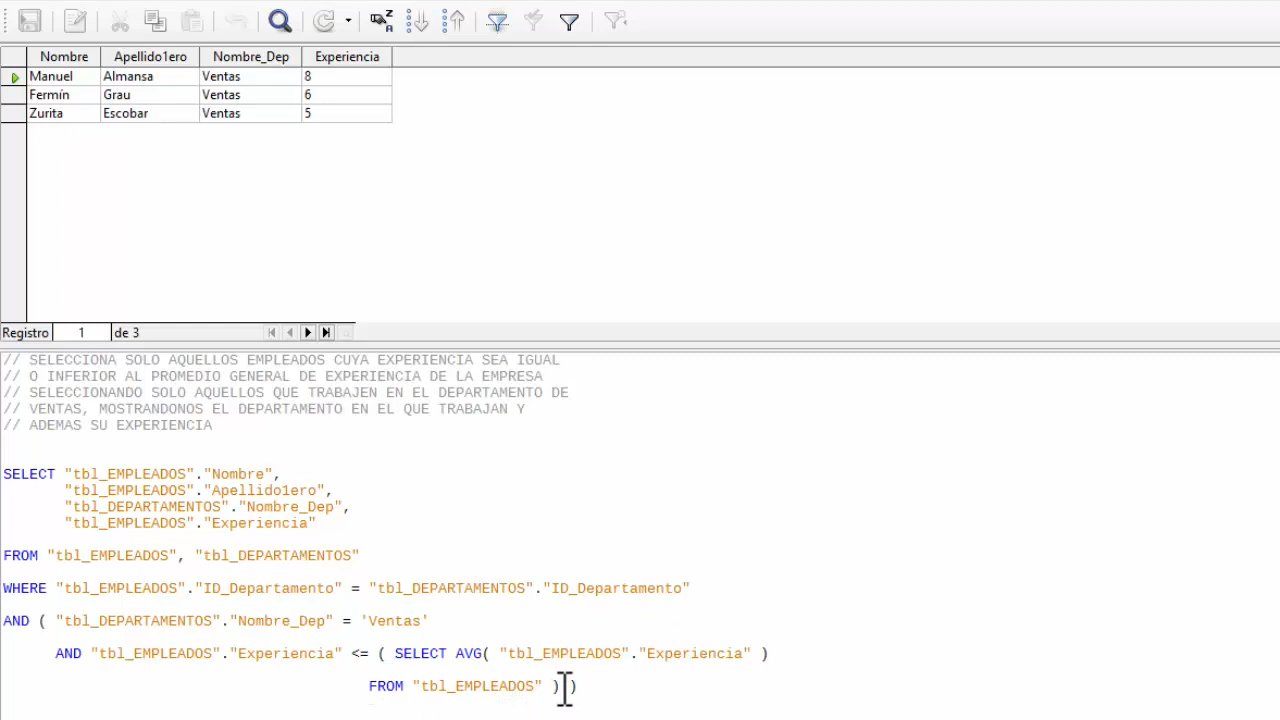 Nombre Apellido1ero Nombre_Dep Experiencia
Manuel Almansa Ventas 8
Fermín Grau Ventas 6
Zurita Escobar Ventas 5
Registro 1 de 3
// SELECCIONA SOLO AQUELLOS EMPLEADOS CUYA EXPERIENCIA SEA IGUAL
// O INFERIOR AL PROMEDIO GENERAL DE EXPERIENCIA DE LA EMPRESA
// SELECCIONANDO SOLO AQUELLOS QUE TRABAJEN EN EL DEPARTAMENTO DE
// VENTAS, MOSTRANDONOS EL DEPARTAMENTO EN EL QUE TRABAJAN Y
// ADEMAS SU EXPERIENCIA
SELECT "tbl_EMPLEADOS"."Nombre",
"tbl_EMPLEADOS"."Apellido1ero",
"tbl_DEPARTAMENTOS"."Nombre_Dep",
"tbl_EMPLEADOS"."Experiencia"
FROM "tbl_EMPLEADOS", "tbl_DEPARTAMENTOS"
WHERE "tbl_EMPLEADOS"."ID_Departamento" = "tbl_DEPARTAMENTOS"."ID_Departamento"
AND ( "tbl_DEPARTAMENTOS"."Nombre_Dep" = 'Ventas'
AND "tbl_EMPLEADOS"."Experiencia" <= ( SELECT AVG( "tbl_EMPLEADOS"."Experiencia" )
FROM "tbl_EMPLEADOS" ) )